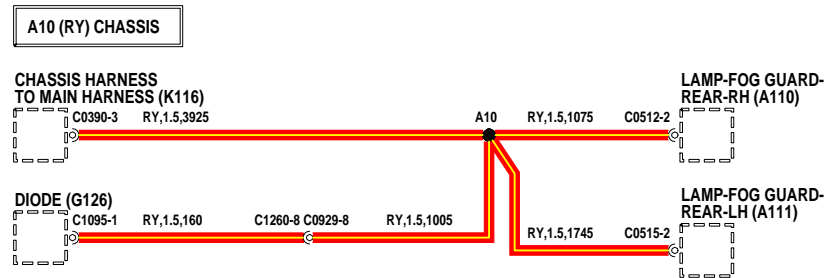 A10 (RY) CHASSIS
CHASSIS HARNESS
TO MAIN HARNESS (K116)
C0390-3 RY,1.5,3925 A10 RY,1.5,1075 C0512-2
LAMP-FOG GUARD-
REAR-RH (A110)
DIODE (G126)
C1095-1 RY,1.5,160 C1260-8 C0929-8 RY,1.5,1005
RY,1.5,1745 C0515-2
LAMP-FOG GUARD-
REAR-LH (A111)